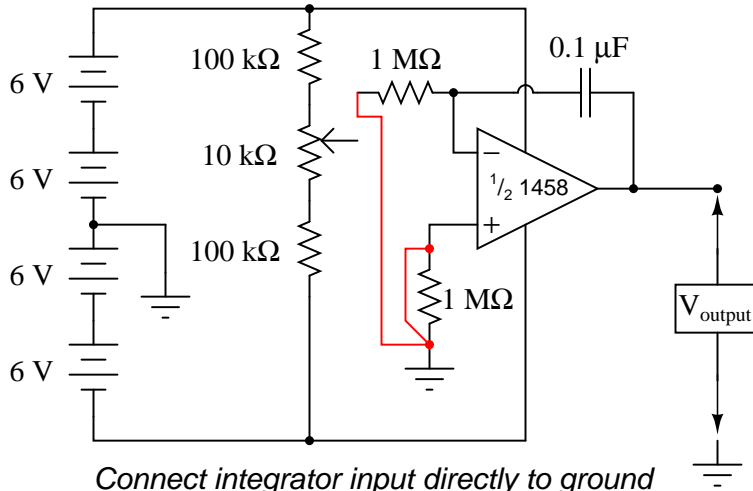 100 kΩ
1 MΩ
0.1 μF
6 V
6 V
10 kΩ
−
1/2 1458
+
6 V
100 kΩ
1 MΩ
Voutput
6 V
Connect integrator input directly to ground